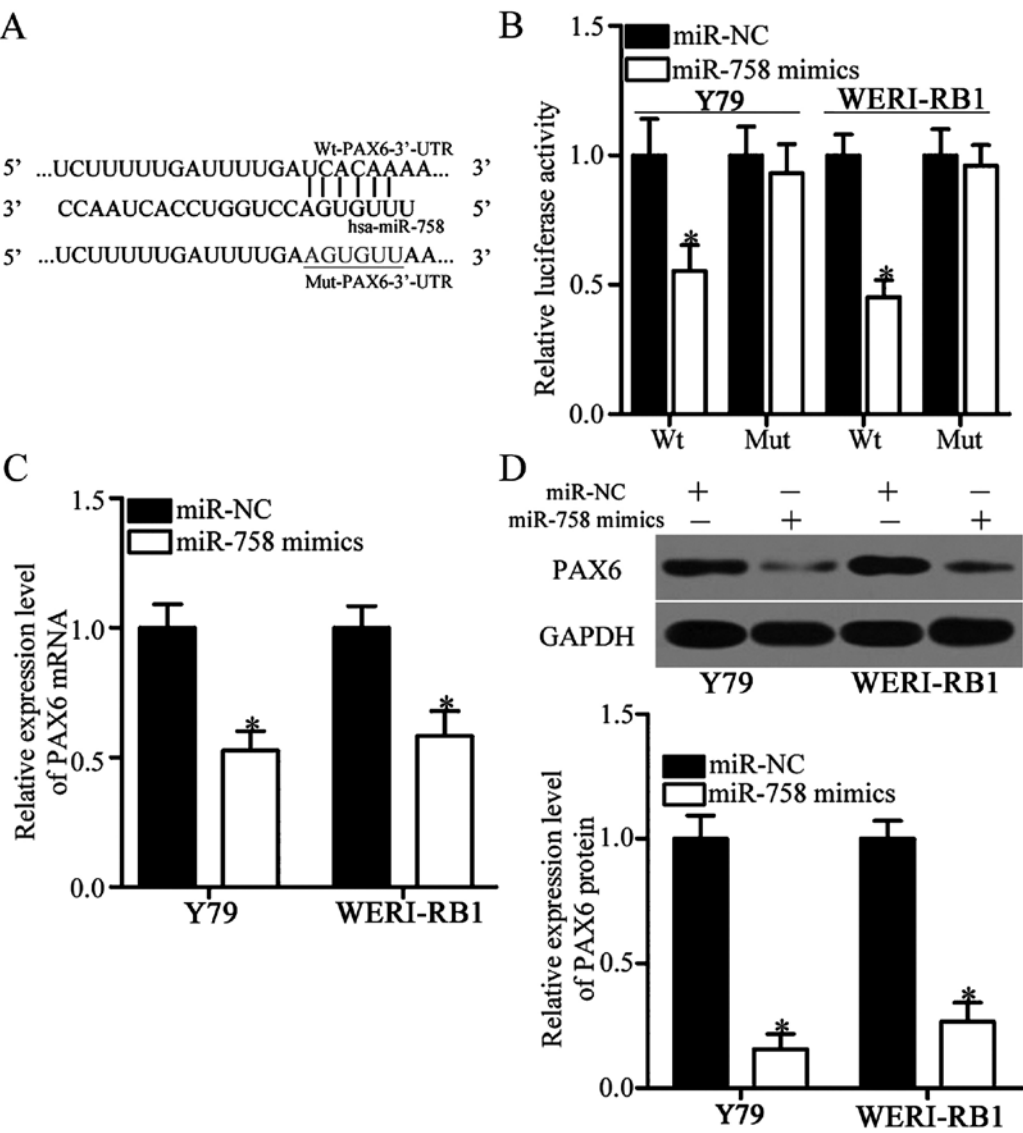 A
Wt-PAX6-3'-UTR
5' ...UCUUUUUGAUUUUGAUCACAAAA... 3'
3' CCAAUCACCUGGUCCAGUGUUU 5'
hsa-miR-758
5' ...UCUUUUUGAUUUUGAAGUGUUAA... 3'
Mut-PAX6-3'-UTR
B
Relative luciferase activity
1.5
1.0
0.5
0.0
miR-NC
miR-758 mimics
Y79 WERI-RB1
* *
Wt Mut Wt Mut
C
Relative expression level
of PAX6 mRNA
1.5
1.0
0.5
0.0
miR-NC
miR-758 mimics
* *
Y79 WERI-RB1
D
miR-NC + − + −
miR-758 mimics − + − +
PAX6
GAPDH
Y79 WERI-RB1
Relative expression level
of PAX6 protein
1.5
1.0
0.5
0.0
miR-NC
miR-758 mimics
* *
Y79 WERI-RB1